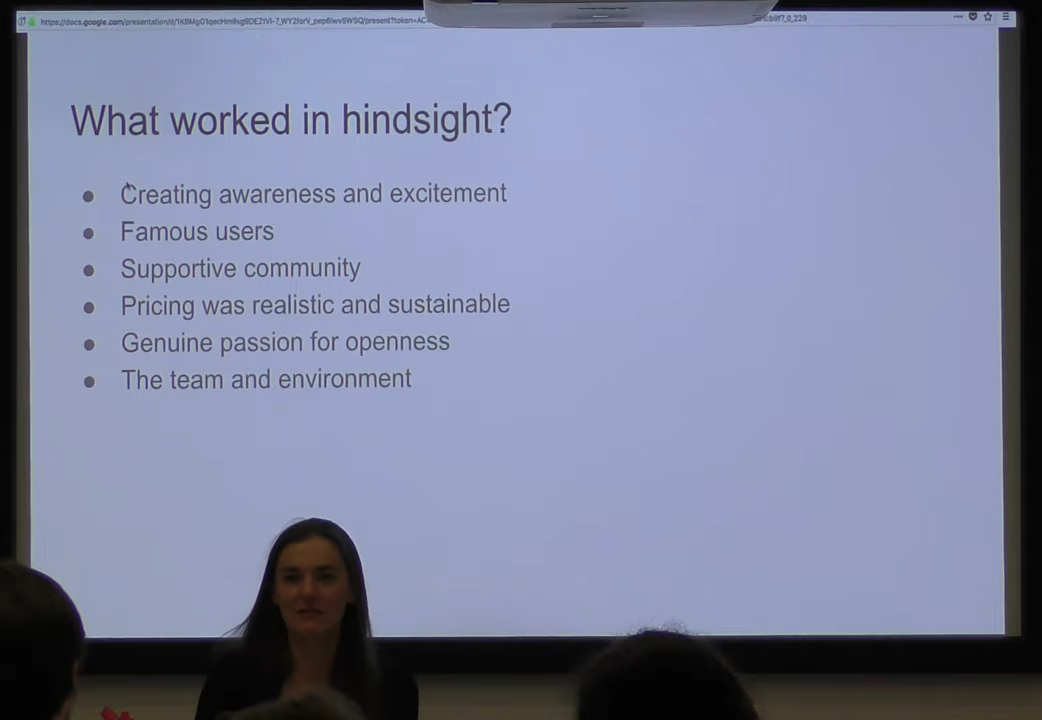 What worked in hindsight?
● Creating awareness and excitement
● Famous users
● Supportive community
● Pricing was realistic and sustainable
● Genuine passion for openness
● The team and environment